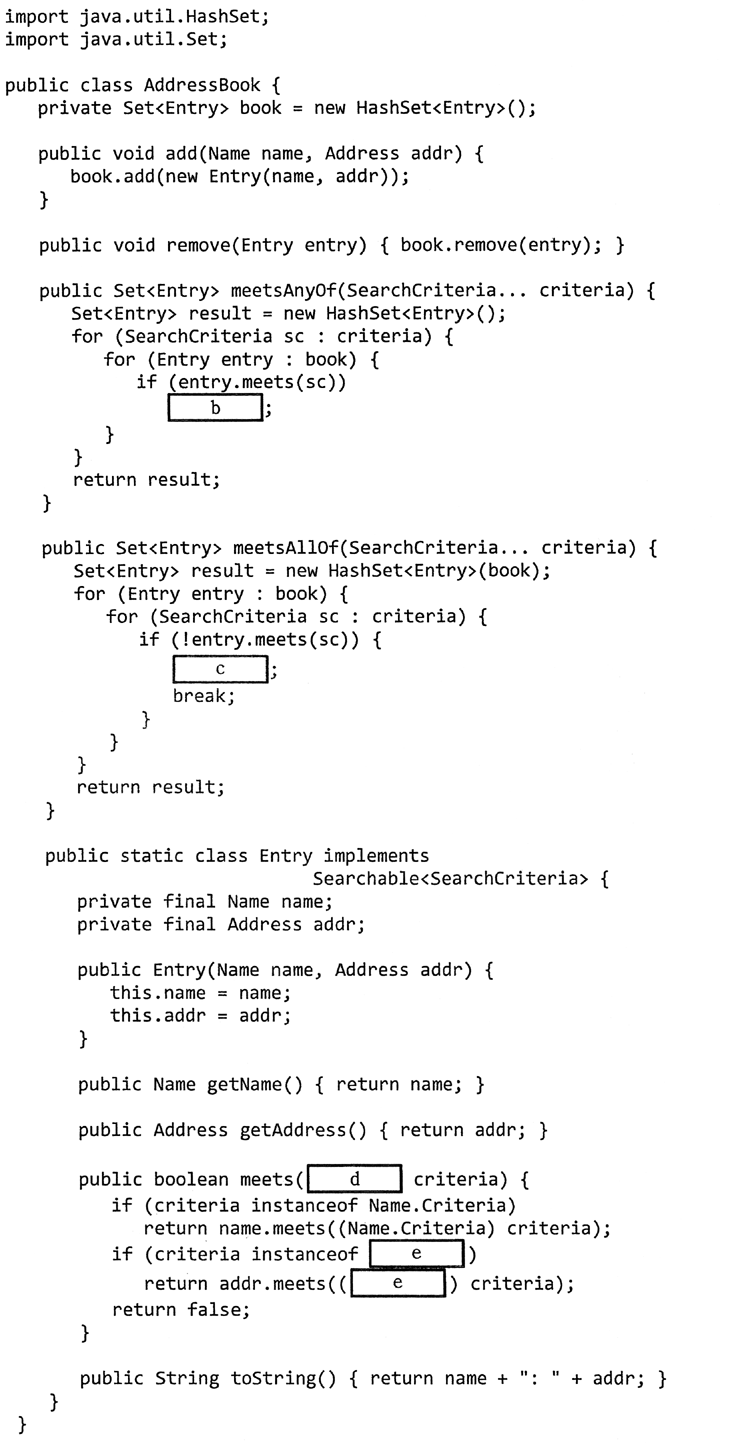 import java.util.HashSet;
import java.util.Set;
public class AddressBook {
private Set<Entry> book = new HashSet<Entry>();
public void add(Name name, Address addr) {
book.add(new Entry(name, addr));
}
public void remove(Entry entry) { book.remove(entry); }
public Set<Entry> meetsAnyOf(SearchCriteria... criteria) {
Set<Entry> result = new HashSet<Entry>();
for (SearchCriteria sc : criteria) {
for (Entry entry : book) {
if (entry.meets(sc))
b ;
}
}
return result;
}
public Set<Entry> meetsAllOf(SearchCriteria... criteria) {
Set<Entry> result = new HashSet<Entry>(book);
for (Entry entry : book) {
for (SearchCriteria sc : criteria) {
if (!entry.meets(sc)) {
c ;
break;
}
}
}
return result;
}
public static class Entry implements
Searchable<SearchCriteria> {
private final Name name;
private final Address addr;
public Entry(Name name, Address addr) {
this.name = name;
this.addr = addr;
}
public Name getName() { return name; }
public Address getAddress() { return addr; }
public boolean meets( d criteria) {
if (criteria instanceof Name.Criteria)
return name.meets((Name.Criteria) criteria);
if (criteria instanceof e )
return addr.meets(( e ) criteria);
return false;
}
public String toString() { return name + ": " + addr; }
}
}